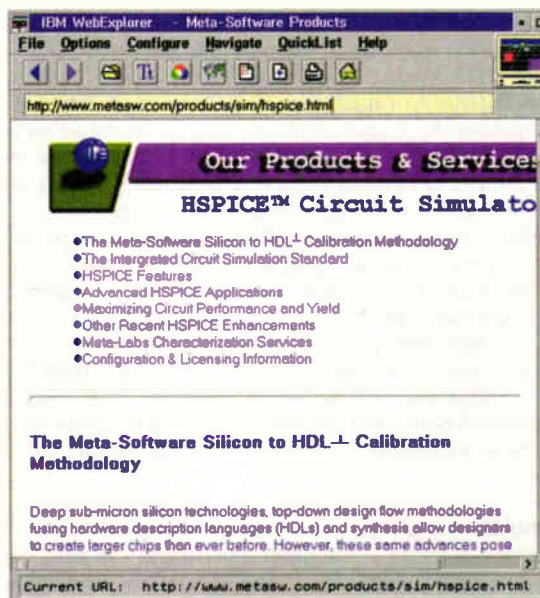 IBM WebExplorer - Meta-Software Products
File Options Configure Navigate QuickList Help
http://www.metasw.com/products/sim/hspice.html
Our Products & Services
HSPICE™ Circuit Simulato
The Meta-Software Silicon to HDL⊥ Calibration Methodology
The Intergrated Circuit Simulation Standard
HSPICE Features
Advanced HSPICE Applications
Maximizing Circuit Performance and Yield
Other Recent HSPICE Enhancements
Meta-Labs Characterization Services
Configuration & Licensing Information
The Meta-Software Silicon to HDL⊥ Calibration
Methodology
Deep sub-micron silicon technologies, top-down design flow methodologies
fusing hardware description languages (HDLs) and synthesis allow designers
to create larger chips than ever before. However, these same advances pose
Current URL: http://www.metasw.com/products/sim/hspice.html